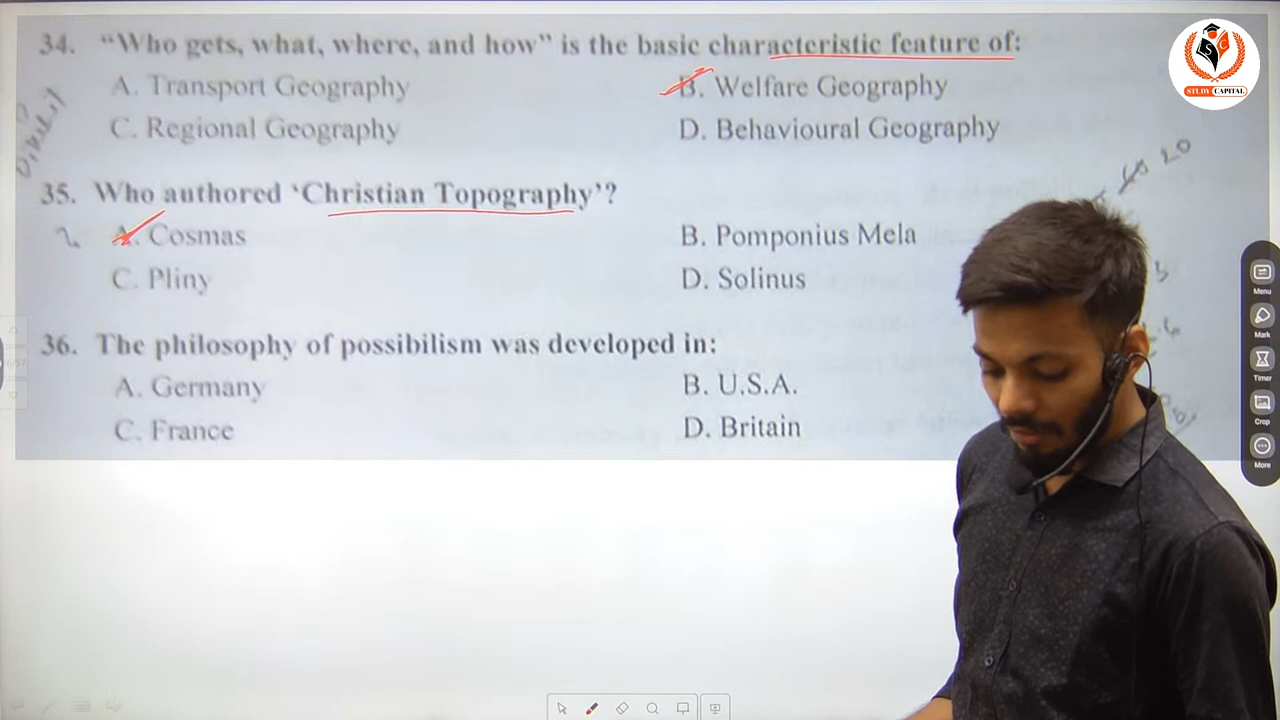 34. “Who gets, what, where, and how” is the basic characteristic feature of:
A. Transport Geography
B. Welfare Geography
C. Regional Geography
D. Behavioural Geography
35. Who authored ‘Christian Topography’?
A. Cosmas
B. Pomponius Mela
C. Pliny
D. Solinus
36. The philosophy of possibilism was developed in:
A. Germany
B. U.S.A.
C. France
D. Britain
20
STUDY CAPITAL
Menu
Mark
Timer
Crop
More